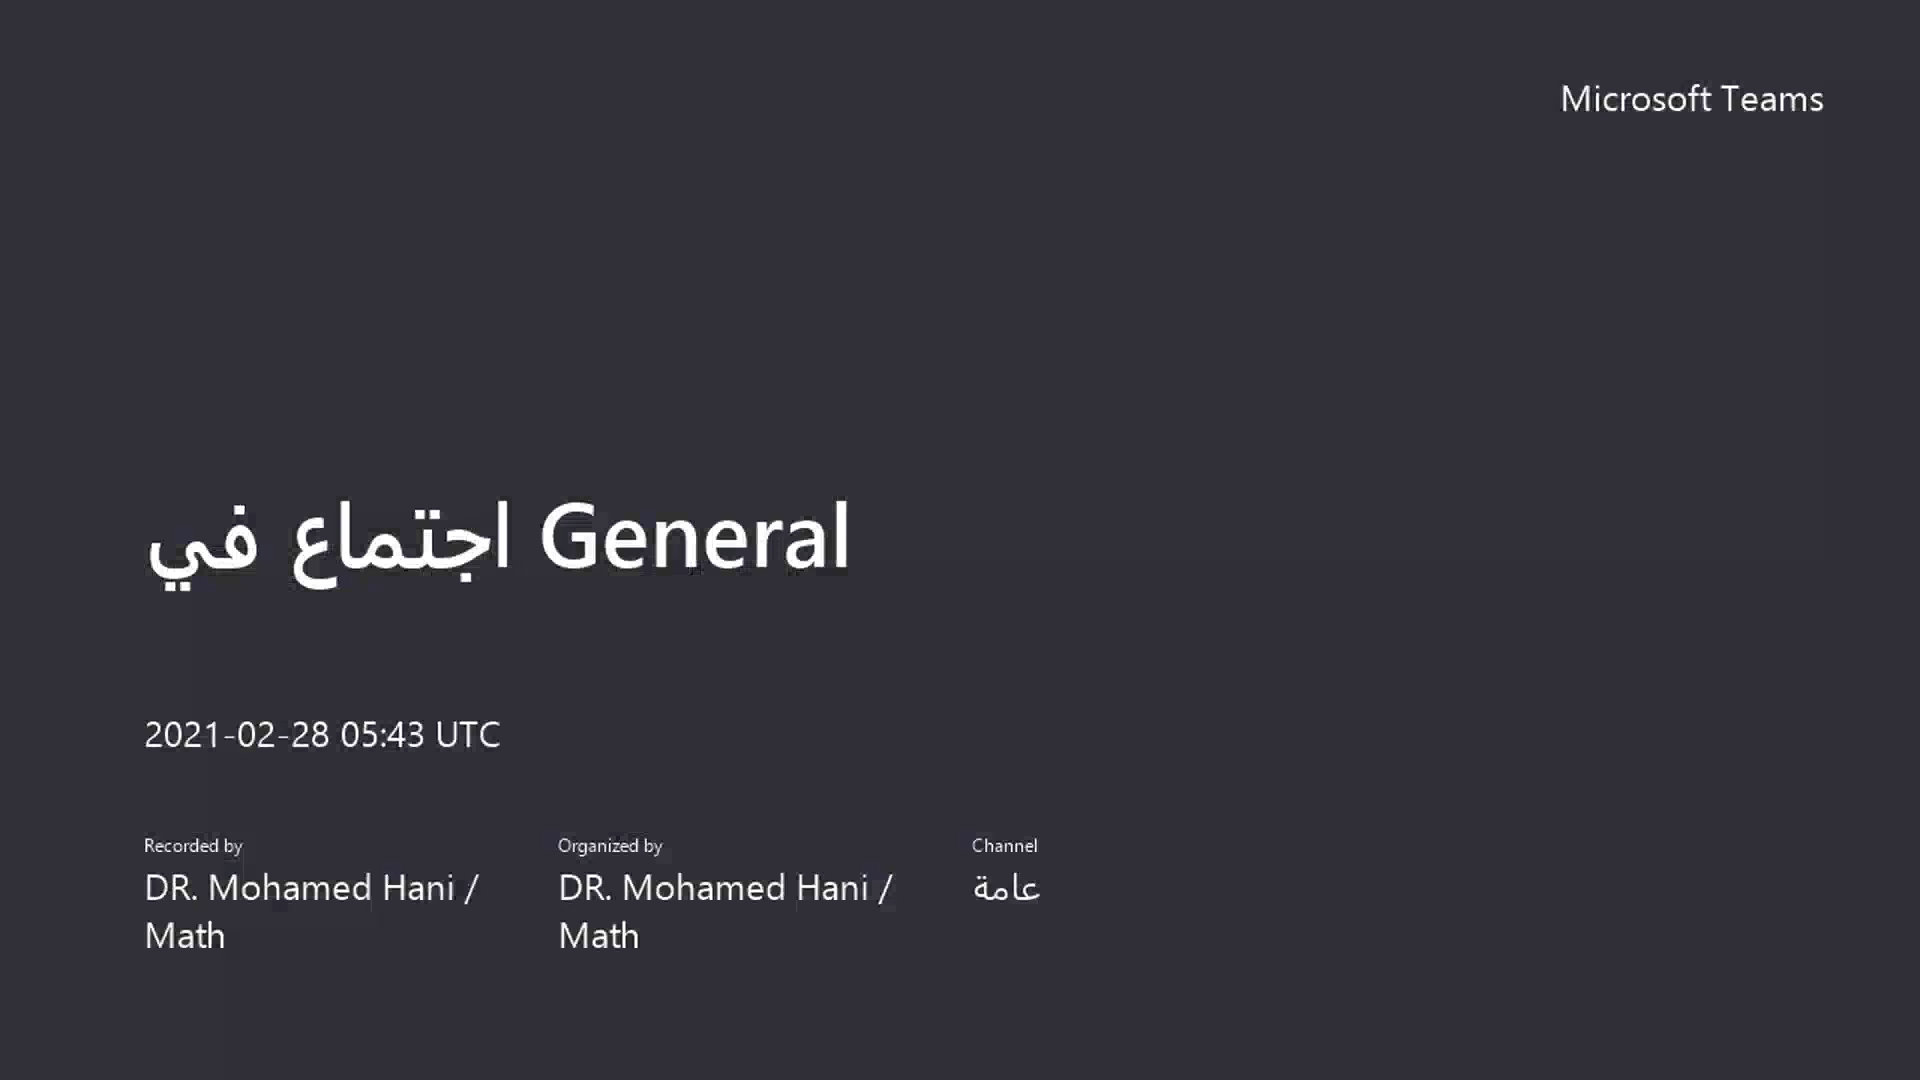 Microsoft Teams
اجتماع في General
2021-02-28 05:43 UTC
Recorded by
DR. Mohamed Hani /
Math
Organized by
DR. Mohamed Hani /
Math
Channel
عامة